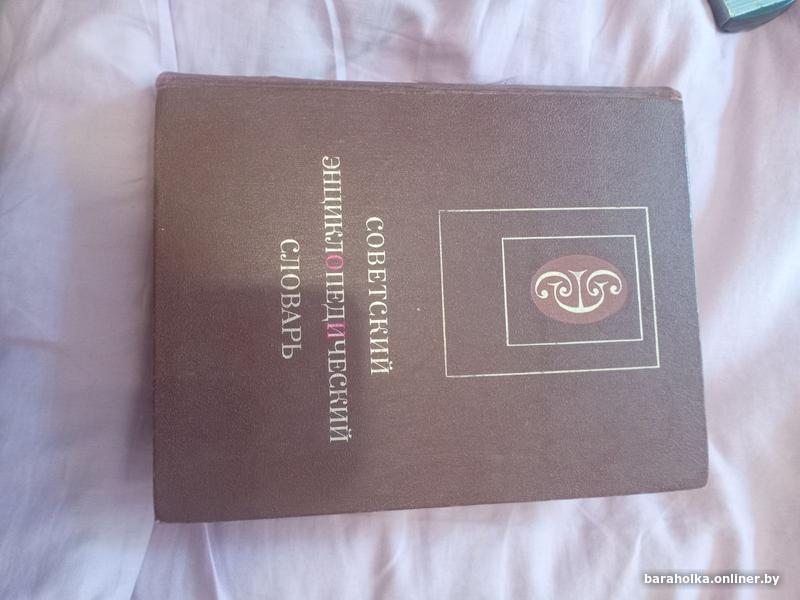 СОВЕТСКИЙ
ЭНЦИКЛОПЕДИЧЕСКИЙ
СЛОВАРЬ
baraholka.onliner.by